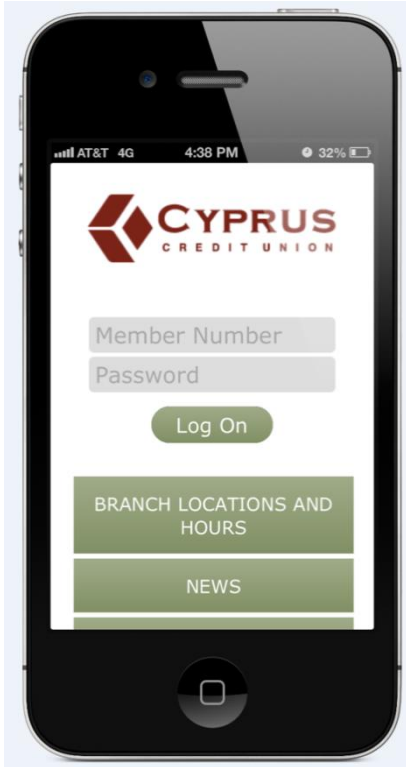 AT&T 4G 4:38 PM 32%
CYPRUS
CREDIT UNION
Member Number
Password
Log On
BRANCH LOCATIONS AND
HOURS
NEWS